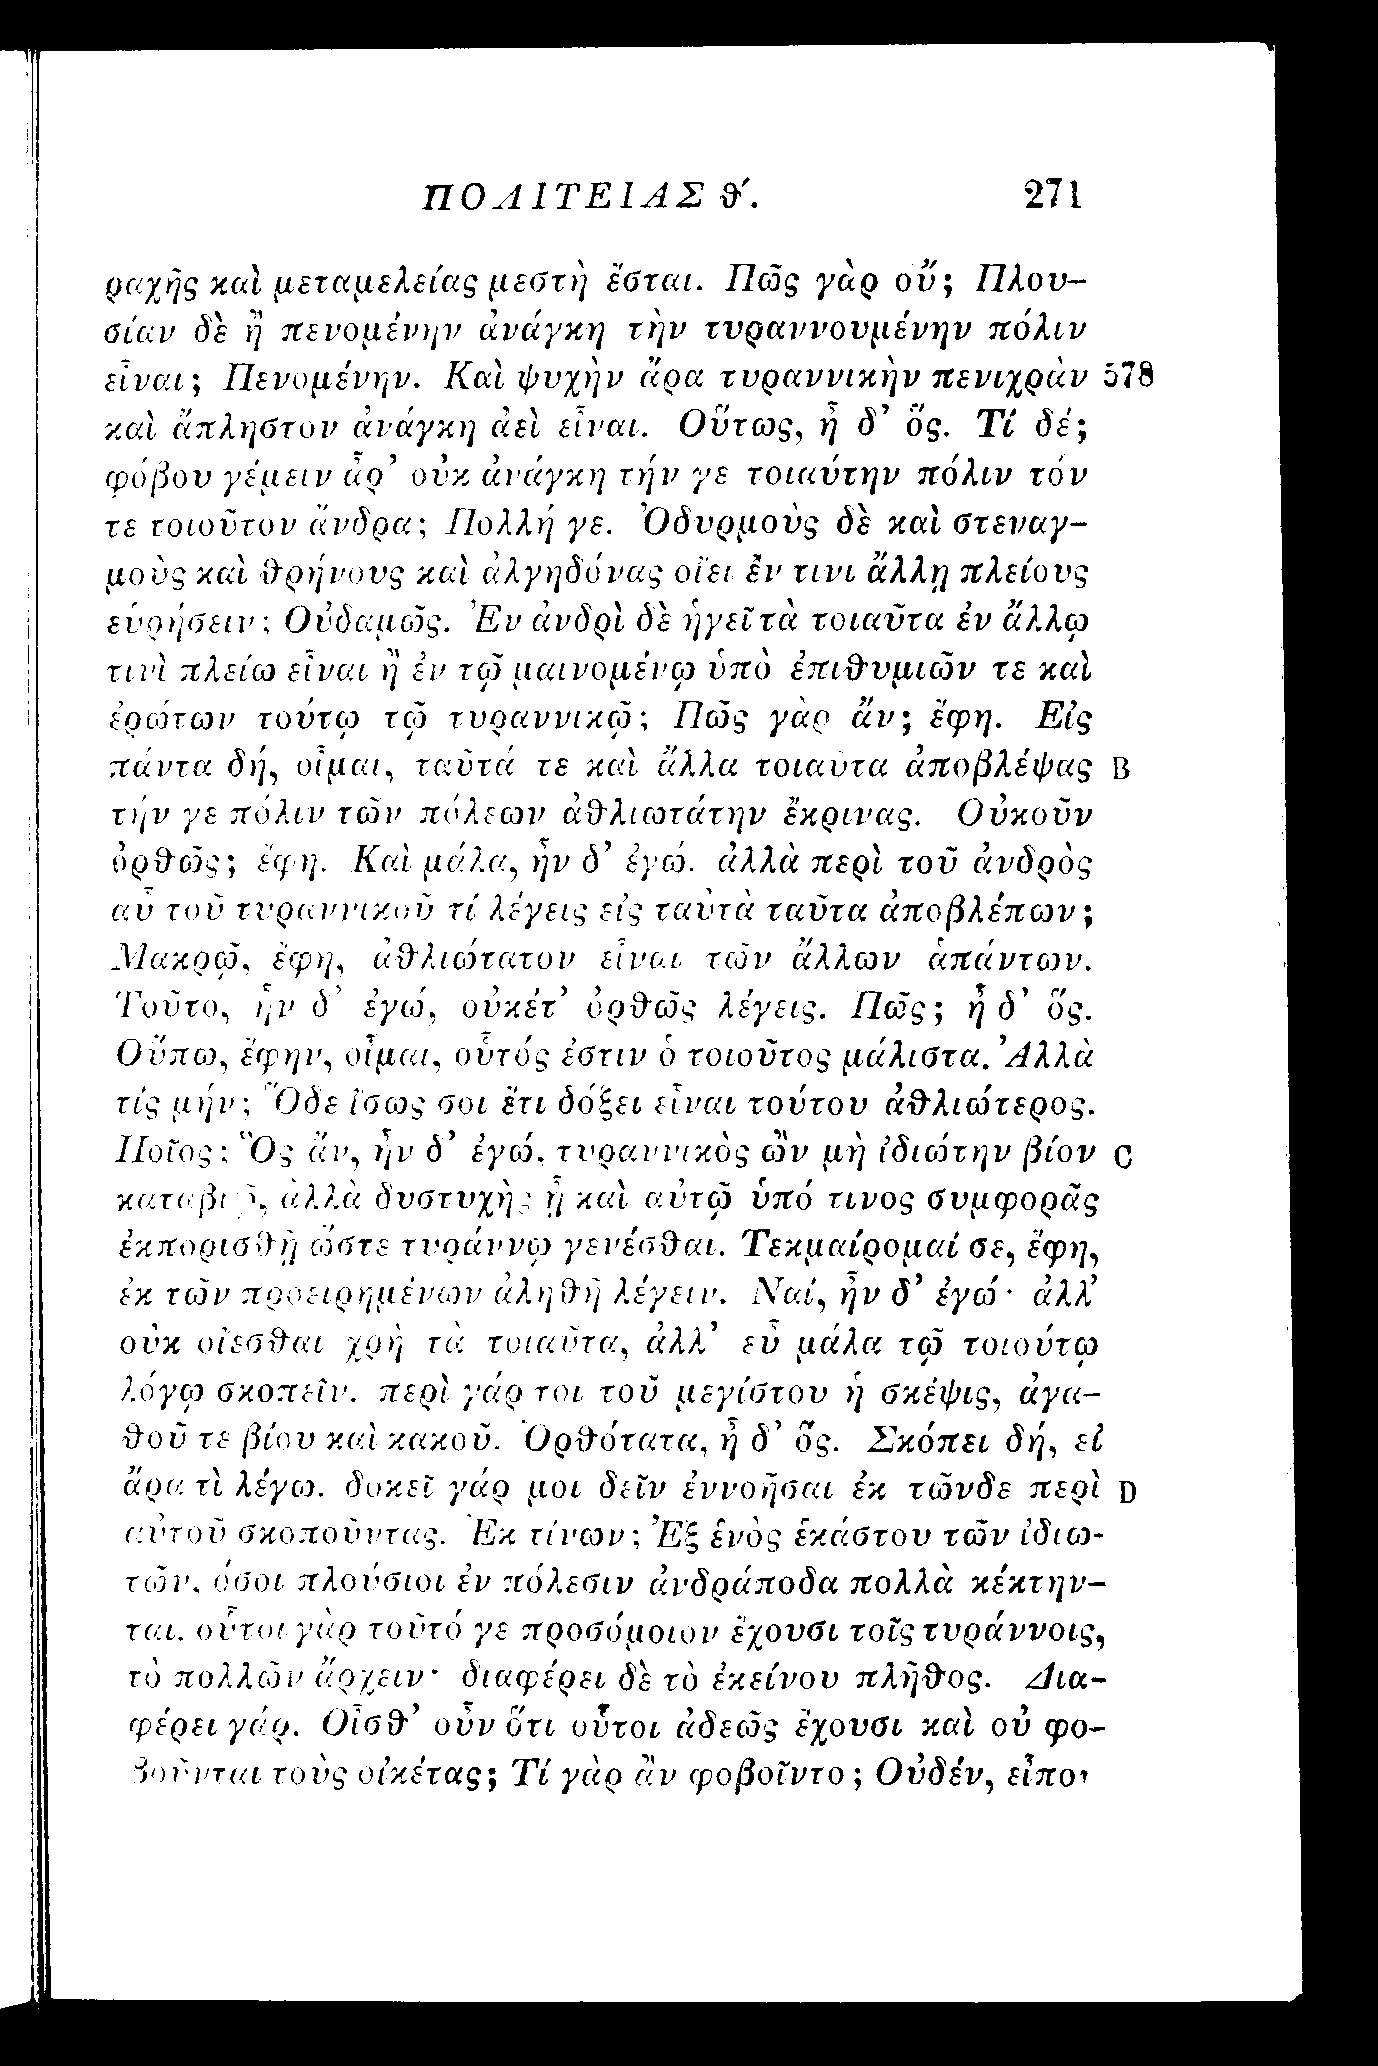 ΠΟΛΙΤΕΙΑΣ θ΄. 271
ραχῆς καὶ μεταμελείας μεστὴ ἔσται. Πῶς γὰρ οὔ; Πλου-
σίαν δὲ ἢ πενομένην ἀνάγκη τὴν τυραννουμένην πόλιν
εἶναι; Πενομένην. Καὶ ψυχὴν ἄρα τυραννικὴν πενιχρὰν 578
καὶ ἄπληστον ἀνάγκη ἀεὶ εἶναι. Οὕτως, ἦ δ’ ὅς. Τί δέ;
φόβου γέμειν ἆρ’ οὐκ ἀνάγκη τήν γε τοιαύτην πόλιν τόν
τε τοιοῦτον ἄνδρα; Πολλή γε. Ὀδυρμοὺς δὲ καὶ στεναγ-
μοὺς καὶ θρήνους καὶ ἀλγηδόνας οἴει ἔν τινι ἄλλῃ πλείους
εὑρήσειν; Οὐδαμῶς. Ἐν ἀνδρὶ δὲ ἡγεῖ τὰ τοιαῦτα ἐν ἄλλῳ
τινὶ πλείω εἶναι ἢ ἐν τῷ μαινομένῳ ὑπὸ ἐπιθυμιῶν τε καὶ
ἐρώτων τούτῳ τῷ τυραννικῷ; Πῶς γὰρ ἄν; ἔφη. Εἰς
πάντα δή, οἶμαι, ταῦτά τε καὶ ἄλλα τοιαῦτα ἀποβλέψας B
τήν γε πόλιν τῶν πόλεων ἀθλιωτάτην ἔκρινας. Οὐκοῦν
ὀρθῶς; ἔφη. Καὶ μάλα, ἦν δ’ ἐγώ. ἀλλὰ περὶ τοῦ ἀνδρὸς
αὖ τοῦ τυραννικοῦ τί λέγεις εἰς ταὐτὰ ταῦτα ἀποβλέπων;
Μακρῷ, ἔφη, ἀθλιώτατον εἶναι τῶν ἄλλων ἁπάντων.
Τοῦτο, ἦν δ’ ἐγώ, οὐκέτ’ ὀρθῶς λέγεις. Πῶς; ἦ δ’ ὅς.
Οὔπω, ἔφην, οἶμαι, οὗτός ἐστιν ὁ τοιοῦτος μάλιστα. Ἀλλὰ
τίς μήν; Ὅδε ἴσως σοι ἔτι δόξει εἶναι τούτου ἀθλιώτερος.
Ποῖος; Ὃς ἄν, ἦν δ’ ἐγώ, τυραννικὸς ὢν μὴ ἰδιώτην βίον C
καταβιῷ, ἀλλὰ δυστυχὴς ᾖ καὶ αὐτῷ ὑπό τινος συμφορᾶς
ἐκπορισθῇ ὥστε τυράννῳ γενέσθαι. Τεκμαίρομαί σε, ἔφη,
ἐκ τῶν προειρημένων ἀληθῆ λέγειν. Ναί, ἦν δ’ ἐγώ· ἀλλ’
οὐκ οἴεσθαι χρὴ τὰ τοιαῦτα, ἀλλ’ εὖ μάλα τῷ τοιούτῳ
λόγῳ σκοπεῖν. περὶ γάρ τοι τοῦ μεγίστου ἡ σκέψις, ἀγα-
θοῦ τε βίου καὶ κακοῦ. Ὀρθότατα, ἦ δ’ ὅς. Σκόπει δή, εἰ
ἄρα τὶ λέγω. δοκεῖ γάρ μοι δεῖν ἐννοῆσαι ἐκ τῶνδε περὶ D
αὐτοῦ σκοποῦντας. Ἐκ τίνων; Ἐξ ἑνὸς ἑκάστου τῶν ἰδιω-
τῶν, ὅσοι πλούσιοι ἐν πόλεσιν ἀνδράποδα πολλὰ κέκτην-
ται. οὗτοι γὰρ τοῦτό γε προσόμοιον ἔχουσι τοῖς τυράννοις,
τὸ πολλῶν ἄρχειν· διαφέρει δὲ τὸ ἐκείνου πλῆθος. Δια-
φέρει γάρ. Οἶσθ’ οὖν ὅτι οὗτοι ἀδεῶς ἔχουσι καὶ οὐ φο-
βοῦνται τοὺς οἰκέτας; Τί γὰρ ἂν φοβοῖντο; Οὐδέν, εἶπον